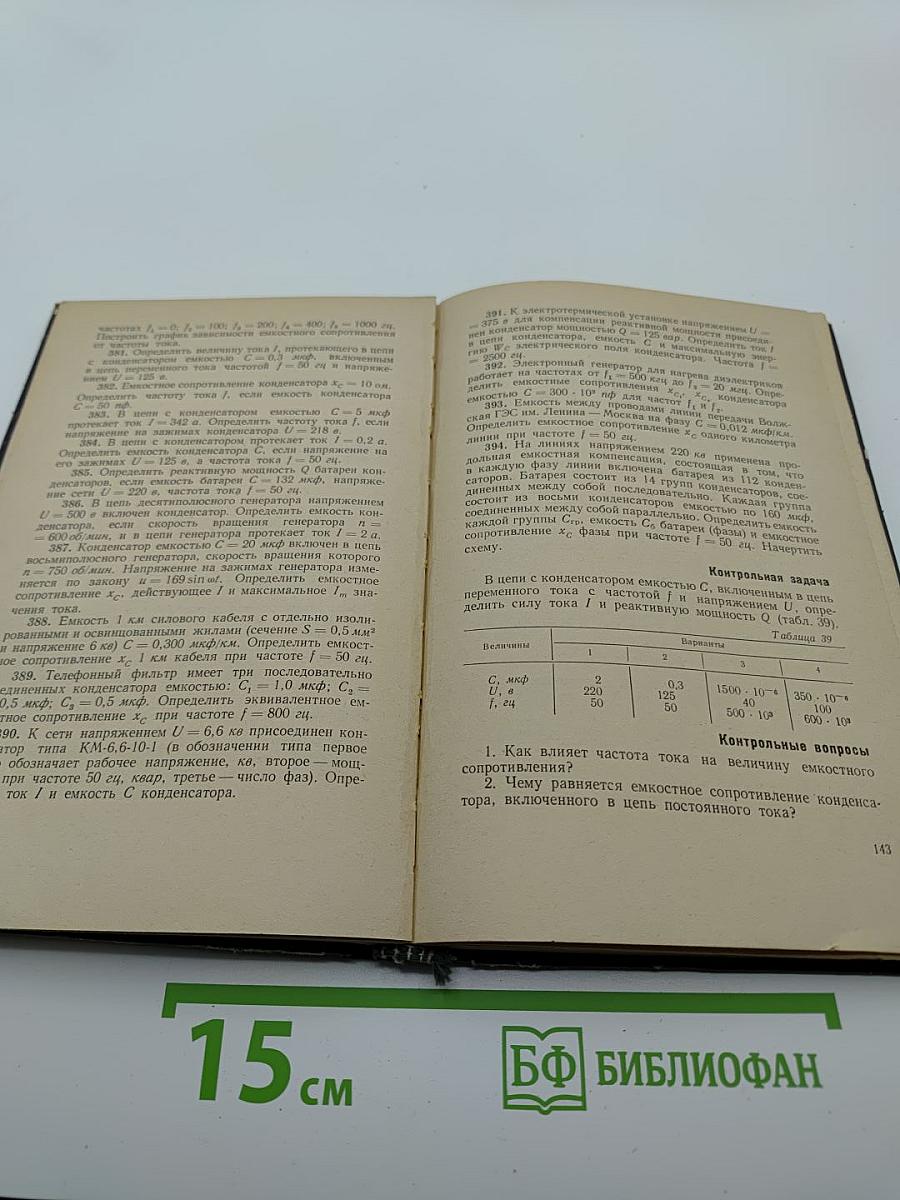 частотах f₁ = 0; f₂ = 100; f₃ = 200; f₄ = 400; f₅ = 1000 гц.
Построить график зависимости емкостного сопротивления
от частоты тока.
381. Определить величину тока I, протекающего в цепи
с конденсатором емкостью C = 0,3 мкф, включенным
в цепь переменного тока частотой f = 50 гц и напряже-
нием U = 125 в.
382. Емкостное сопротивление конденсатора x_C = 10 ом.
Определить частоту тока f, если емкость конденсатора
C = 50 пф.
383. В цепи с конденсатором емкостью C = 5 мкф
протекает ток I = 342 а. Определить частоту тока f, если
напряжение на зажимах конденсатора U = 218 в.
384. В цепи с конденсатором протекает ток I = 0,2 а.
Определить емкость конденсатора C, если напряжение на
его зажимах U = 125 в, а частота тока f = 50 гц.
385. Определить реактивную мощность Q батареи кон-
денсаторов, если емкость батареи C = 132 мкф, напряже-
ние сети U = 220 в, частота тока f = 50 гц.
386. В цепь десятиполюсного генератора напряжением
U = 500 в включен конденсатор. Определить емкость кон-
денсатора, если скорость вращения генератора n =
= 600 об/мин, и в цепи генератора протекает ток I = 2 а.
387. Конденсатор емкостью C = 20 мкф включен в цепь
восьмиполюсного генератора, скорость вращения которого
n = 750 об/мин. Напряжение на зажимах генератора изме-
няется по закону u = 169 sin ωt. Определить емкостное
сопротивление x_C, действующее I и максимальное I_m зна-
чения тока.
388. Емкость 1 км силового кабеля с отдельно изоли-
рованными и освинцованными жилами (сечение S = 0,5 мм²
и напряжение 6 кв) C = 0,300 мкф/км. Определить емкост-
ное сопротивление x_C 1 км кабеля при частоте f = 50 гц.
389. Телефонный фильтр имеет три последовательно
единенных конденсатора емкостью: C₁ = 1,0 мкф; C₂ =
0,5 мкф; C₃ = 0,5 мкф. Определить эквивалентное ем-
тное сопротивление x_C при частоте f = 800 гц.
390. К сети напряжением U = 6,6 кв присоединен кон-
атор типа КМ-6,6-10-1 (в обозначении типа первое
о обозначает рабочее напряжение, кв, второе — мощ-
при частоте 50 гц, квар, третье — число фаз). Опре-
ток I и емкость C конденсатора.
391. К электротермической установке напряжением U =
= 375 в для компенсации реактивной мощности присоеди-
нен конденсатор мощностью Q = 125 вар. Определить ток I
в цепи конденсатора, емкость C и максимальную энер-
гию W_C электрического поля конденсатора. Частота f =
= 2500 гц.
392. Электронный генератор для нагрева диэлектриков
работает на частотах от f₁ = 500 кгц до f₂ = 20 мгц. Опре-
делить емкостные сопротивления x_C₁, x_C₂ конденсатора
емкостью C = 300 · 10³ пф для частот f₁ и f₂.
393. Емкость между проводами линии передачи Волж-
ская ГЭС им. Ленина — Москва на фазу C = 0,012 мкф/км.
Определить емкостное сопротивление x_C одного километра
линии при частоте f = 50 гц.
394. На линиях напряжением 220 кв применена про-
дольная емкостная компенсация, состоящая в том, что
в каждую фазу линии включена батарея из 112 конден-
саторов. Батарея состоит из 14 групп конденсаторов, сое-
диненных между собой последовательно. Каждая группа
состоит из восьми конденсаторов емкостью по 160 мкф,
соединенных между собой параллельно. Определить емкость
каждой группы C_гр, емкость C_б батареи (фазы) и емкостное
сопротивление x_C фазы при частоте f = 50 гц. Начертить
схему.
Контрольная задача
В цепи с конденсатором емкостью C, включенным в цепь
переменного тока с частотой f и напряжением U, опре-
делить силу тока I и реактивную мощность Q (табл. 39).
Таблица 39
Величины Варианты
1 2 3 4
C, мкф 2 0,3 1500 · 10⁻⁶ 350 · 10⁻⁶
U, в 220 125 40 100
f, гц 50 50 500 · 10³ 600 · 10³
Контрольные вопросы
1. Как влияет частота тока на величину емкостного
сопротивления?
2. Чему равняется емкостное сопротивление конденса-
тора, включенного в цепь постоянного тока?
143
15 см
БФ БИБЛИОФАН